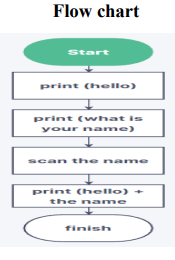 Flow chart
Start
print (hello)
print (what is
your name)
scan the name
print (hello) +
the name
finish